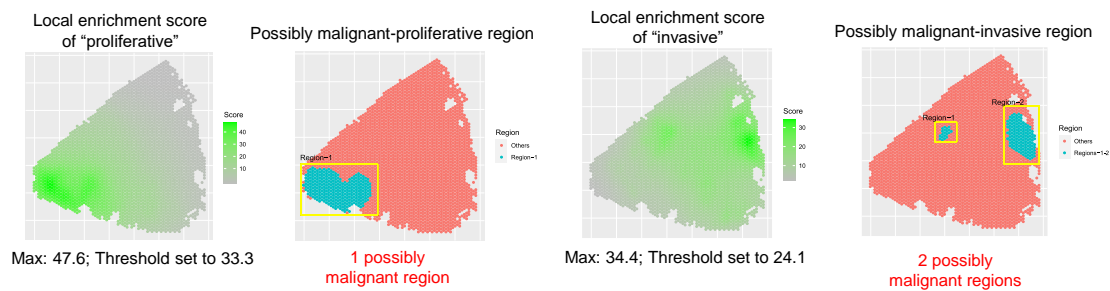 Local enrichment score
of “proliferative”
Score
40
30
20
10
Max: 47.6; Threshold set to 33.3
Possibly malignant-proliferative region
Region−1
Region
Others
Region−1
1 possibly
malignant region
Local enrichment score
of “invasive”
Score
30
20
10
Max: 34.4; Threshold set to 24.1
Possibly malignant-invasive region
Region−2
Region−1
Region
Others
Regions−1-2
2 possibly
malignant regions